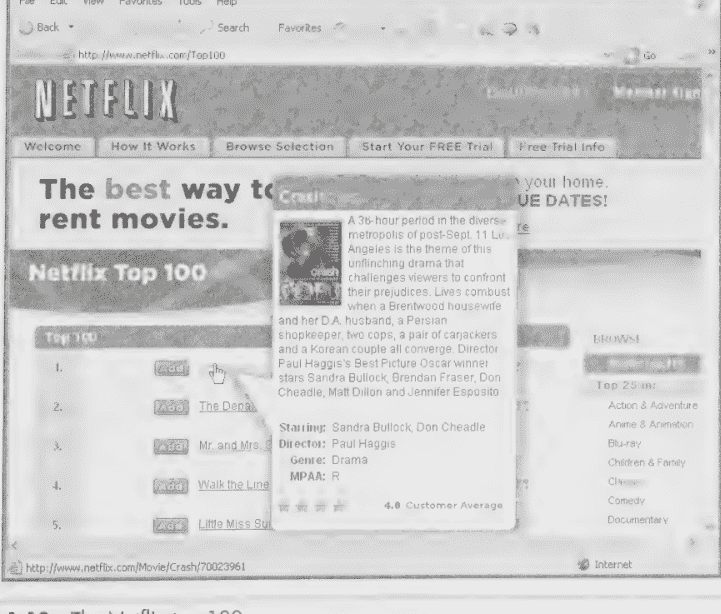 File Edit View Favorites Tools Help
Back Search Favorites
http://www.netflix.com/Top100 Go
NETFLIX
Welcome How It Works Browse Selection Start Your FREE Trial Free Trial Info
The best way to
rent movies.
your home.
UE DATES!
re
Crash
A 36-hour period in the diverse
metropolis of post-Sept. 11 Los
Angeles is the theme of this
unflinching drama that
challenges viewers to confront
their prejudices. Lives combust
when a Brentwood housewife
and her D.A. husband, a Persian
shopkeeper, two cops, a pair of carjackers
and a Korean couple all converge. Director
Paul Haggis's Best Picture Oscar winner
stars Sandra Bullock, Brendan Fraser, Don
Cheadle, Matt Dillon and Jennifer Esposito
Starring: Sandra Bullock, Don Cheadle
Director: Paul Haggis
Genre: Drama
MPAA: R
4.0 Customer Average
Netflix Top 100
Top 100
1. Add
2. Add The Depa
3. Add Mr. and Mrs.
4. Add Walk the Line
5. Add Little Miss Su
BROWSE
Top 25 in:
Action & Adventure
Anime & Animation
Blu-ray
Children & Family
Classics
Comedy
Documentary
http://www.netflix.com/Movie/Crash/70023961 Internet